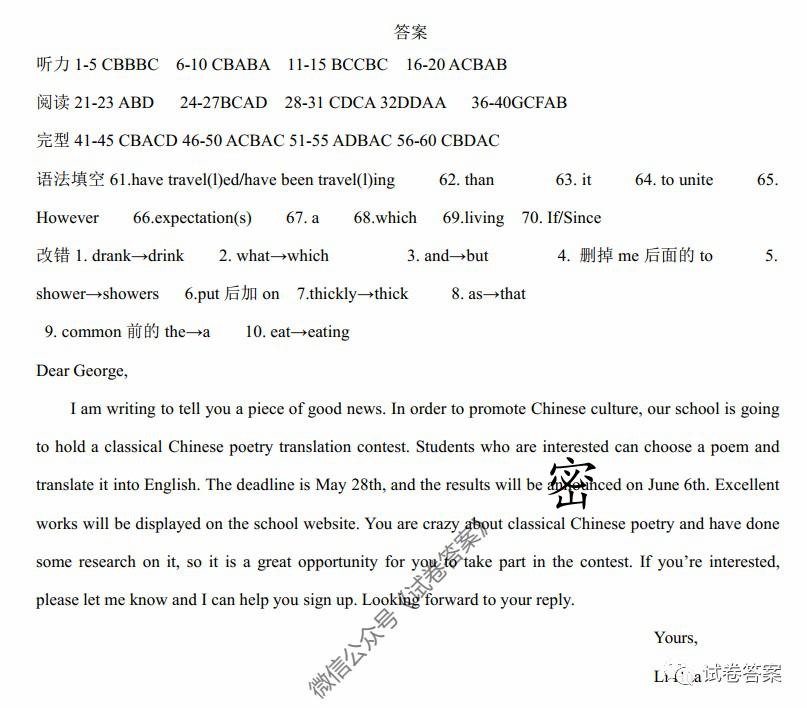 答案
听力 1-5 CBBBC 6-10 CBABA 11-15 BCCBC 16-20 ACBAB
阅读 21-23 ABD 24-27BCAD 28-31 CDCA 32DDAA 36-40GCFAB
完型 41-45 CBACD 46-50 ACBAC 51-55 ADBAC 56-60 CBDAC
语法填空 61.have travel(l)ed/have been travel(l)ing 62. than 63. it 64. to unite 65.
However 66.expectation(s) 67. a 68.which 69.living 70. If/Since
改错 1. drank→drink 2. what→which 3. and→but 4. 删掉 me 后面的 to 5.
shower→showers 6.put 后加 on 7.thickly→thick 8. as→that
9. common 前的 the→a 10. eat→eating
Dear George,
I am writing to tell you a piece of good news. In order to promote Chinese culture, our school is going
to hold a classical Chinese poetry translation contest. Students who are interested can choose a poem and
translate it into English. The deadline is May 28th, and the results will be announced on June 6th. Excellent
密
works will be displayed on the school website. You are crazy about classical Chinese poetry and have done
some research on it, so it is a great opportunity for you to take part in the contest. If you're interested,
please let me know and I can help you sign up. Looking forward to your reply.
微信公众号《试卷答案》
Yours,
Li
试卷答案